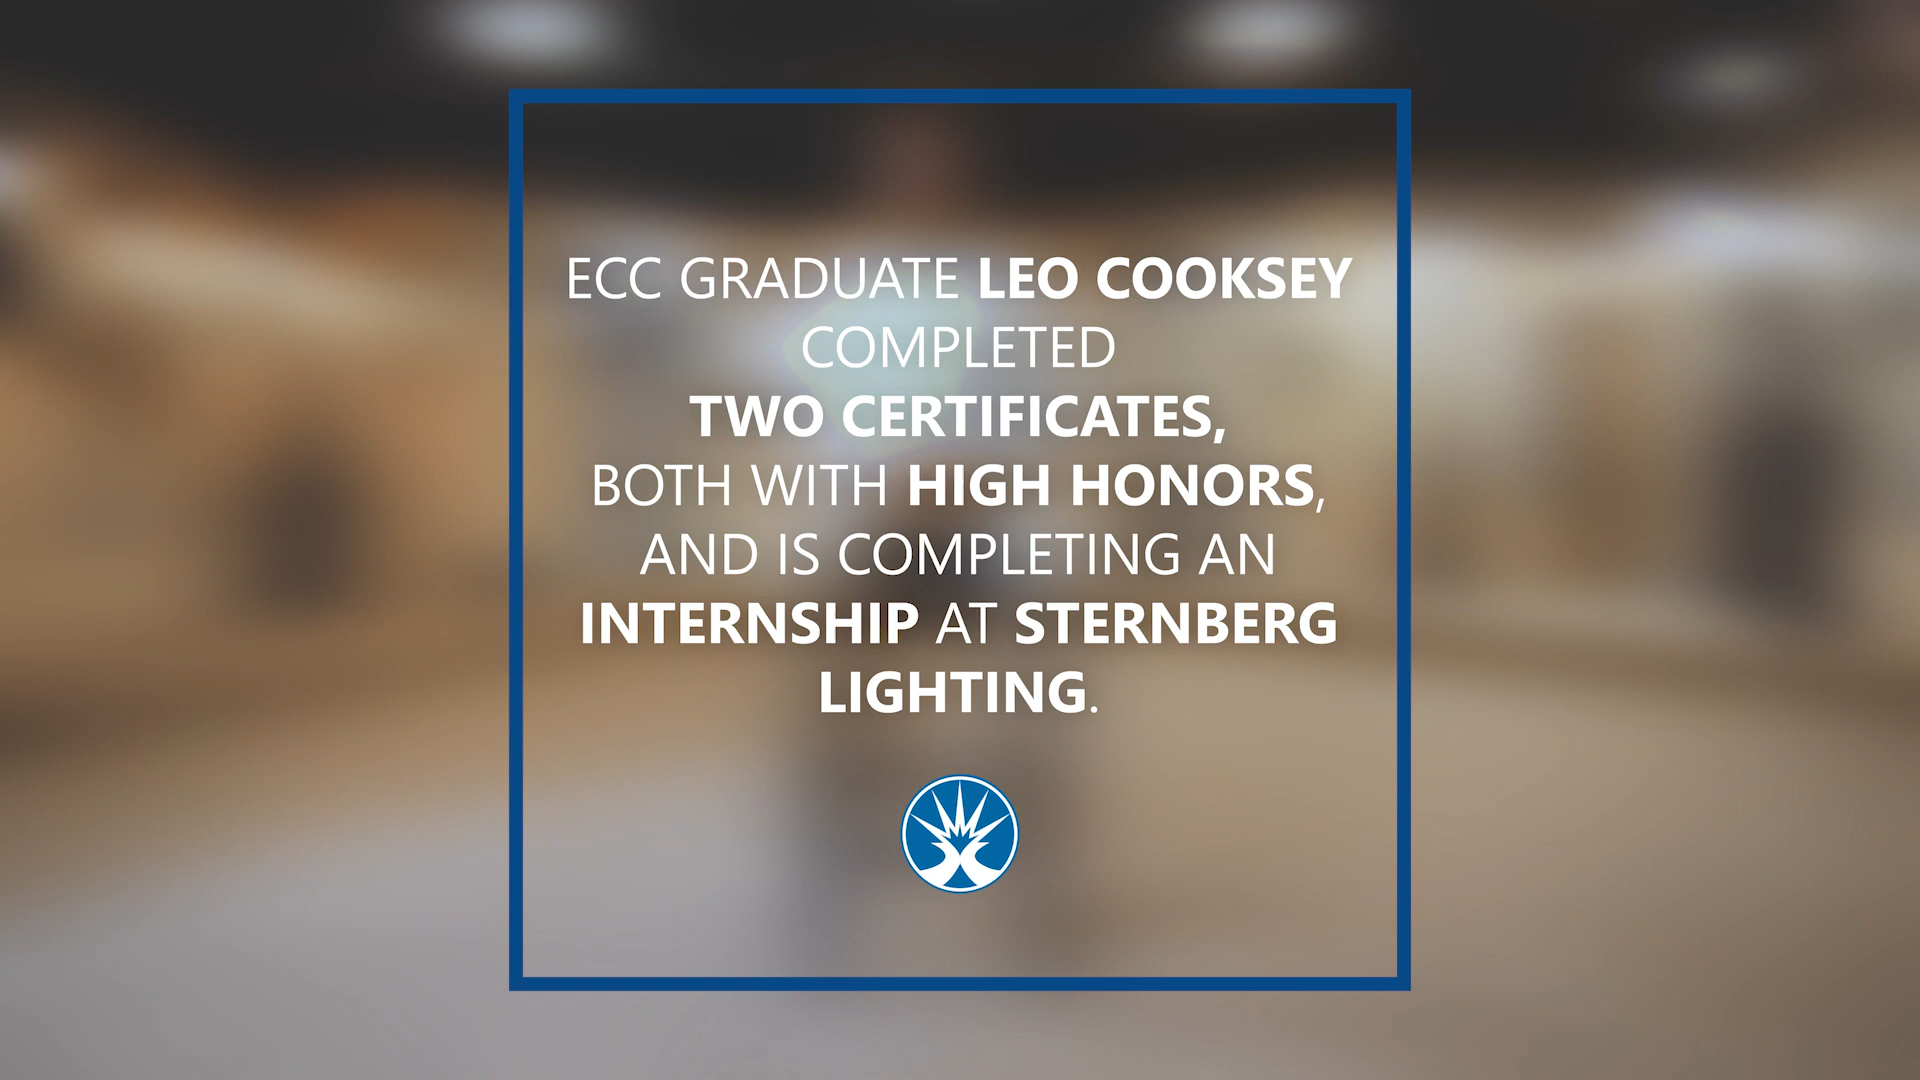 ECC GRADUATE LEO COOKSEY
COMPLETED
TWO CERTIFICATES,
BOTH WITH HIGH HONORS,
AND IS COMPLETING AN
INTERNSHIP AT STERNBERG
LIGHTING.